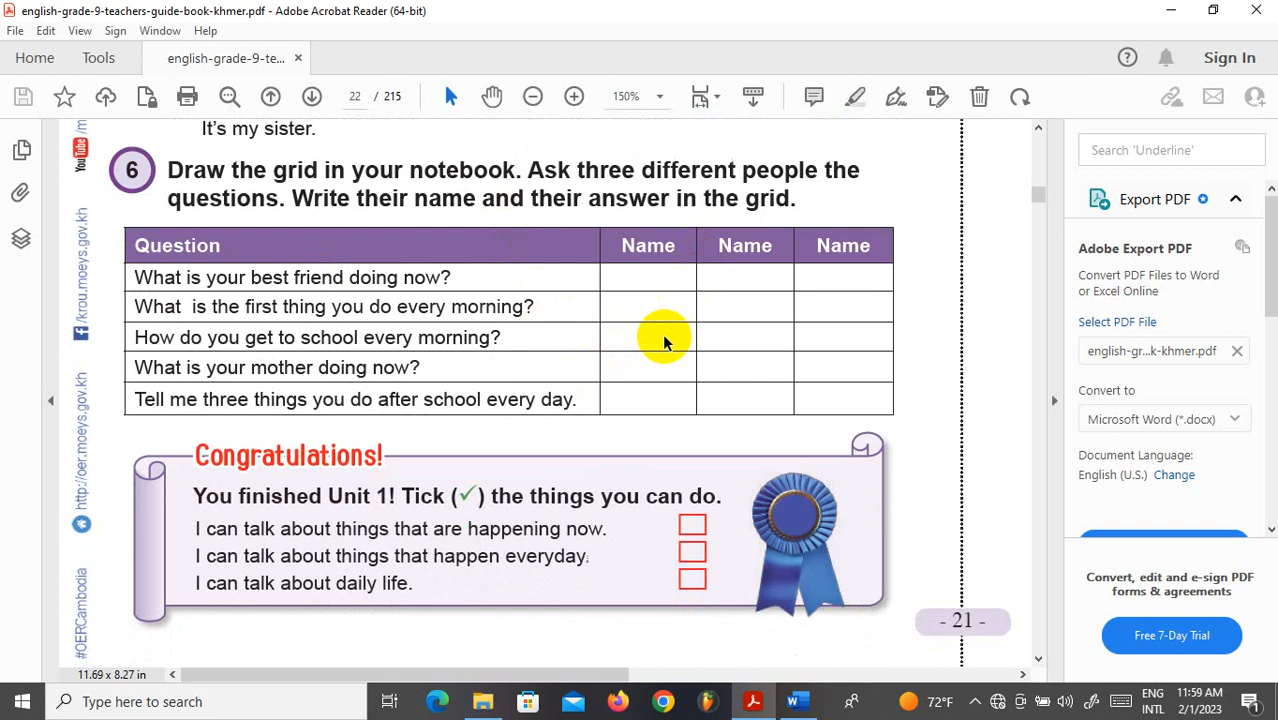 english-grade-9-teachers-guide-book-khmer.pdf - Adobe Acrobat Reader (64-bit)
File Edit View Sign Window Help
Home Tools english-grade-9-te... × Sign In
22 / 215 150%
Search 'Underline'
It's my sister.
6 Draw the grid in your notebook. Ask three different people the
questions. Write their name and their answer in the grid.
Question Name Name Name
What is your best friend doing now?
What is the first thing you do every morning?
How do you get to school every morning?
What is your mother doing now?
Tell me three things you do after school every day.
Congratulations!
You finished Unit 1! Tick (✓) the things you can do.
I can talk about things that are happening now.
I can talk about things that happen everyday.
I can talk about daily life.
- 21 -
YouTube /m
/krou.moeys.gov.kh
http://oer.moeys.gov.kh
#OERCambodia
Export PDF
Adobe Export PDF
Convert PDF Files to Word
or Excel Online
Select PDF File
english-gr...k-khmer.pdf
Convert to
Microsoft Word (*.docx)
Document Language:
English (U.S.) Change
Convert, edit and e-sign PDF
forms & agreements
Free 7-Day Trial
11.69 x 8.27 in
Type here to search
72°F
ENG
INTL
11:59 AM
2/1/2023
1